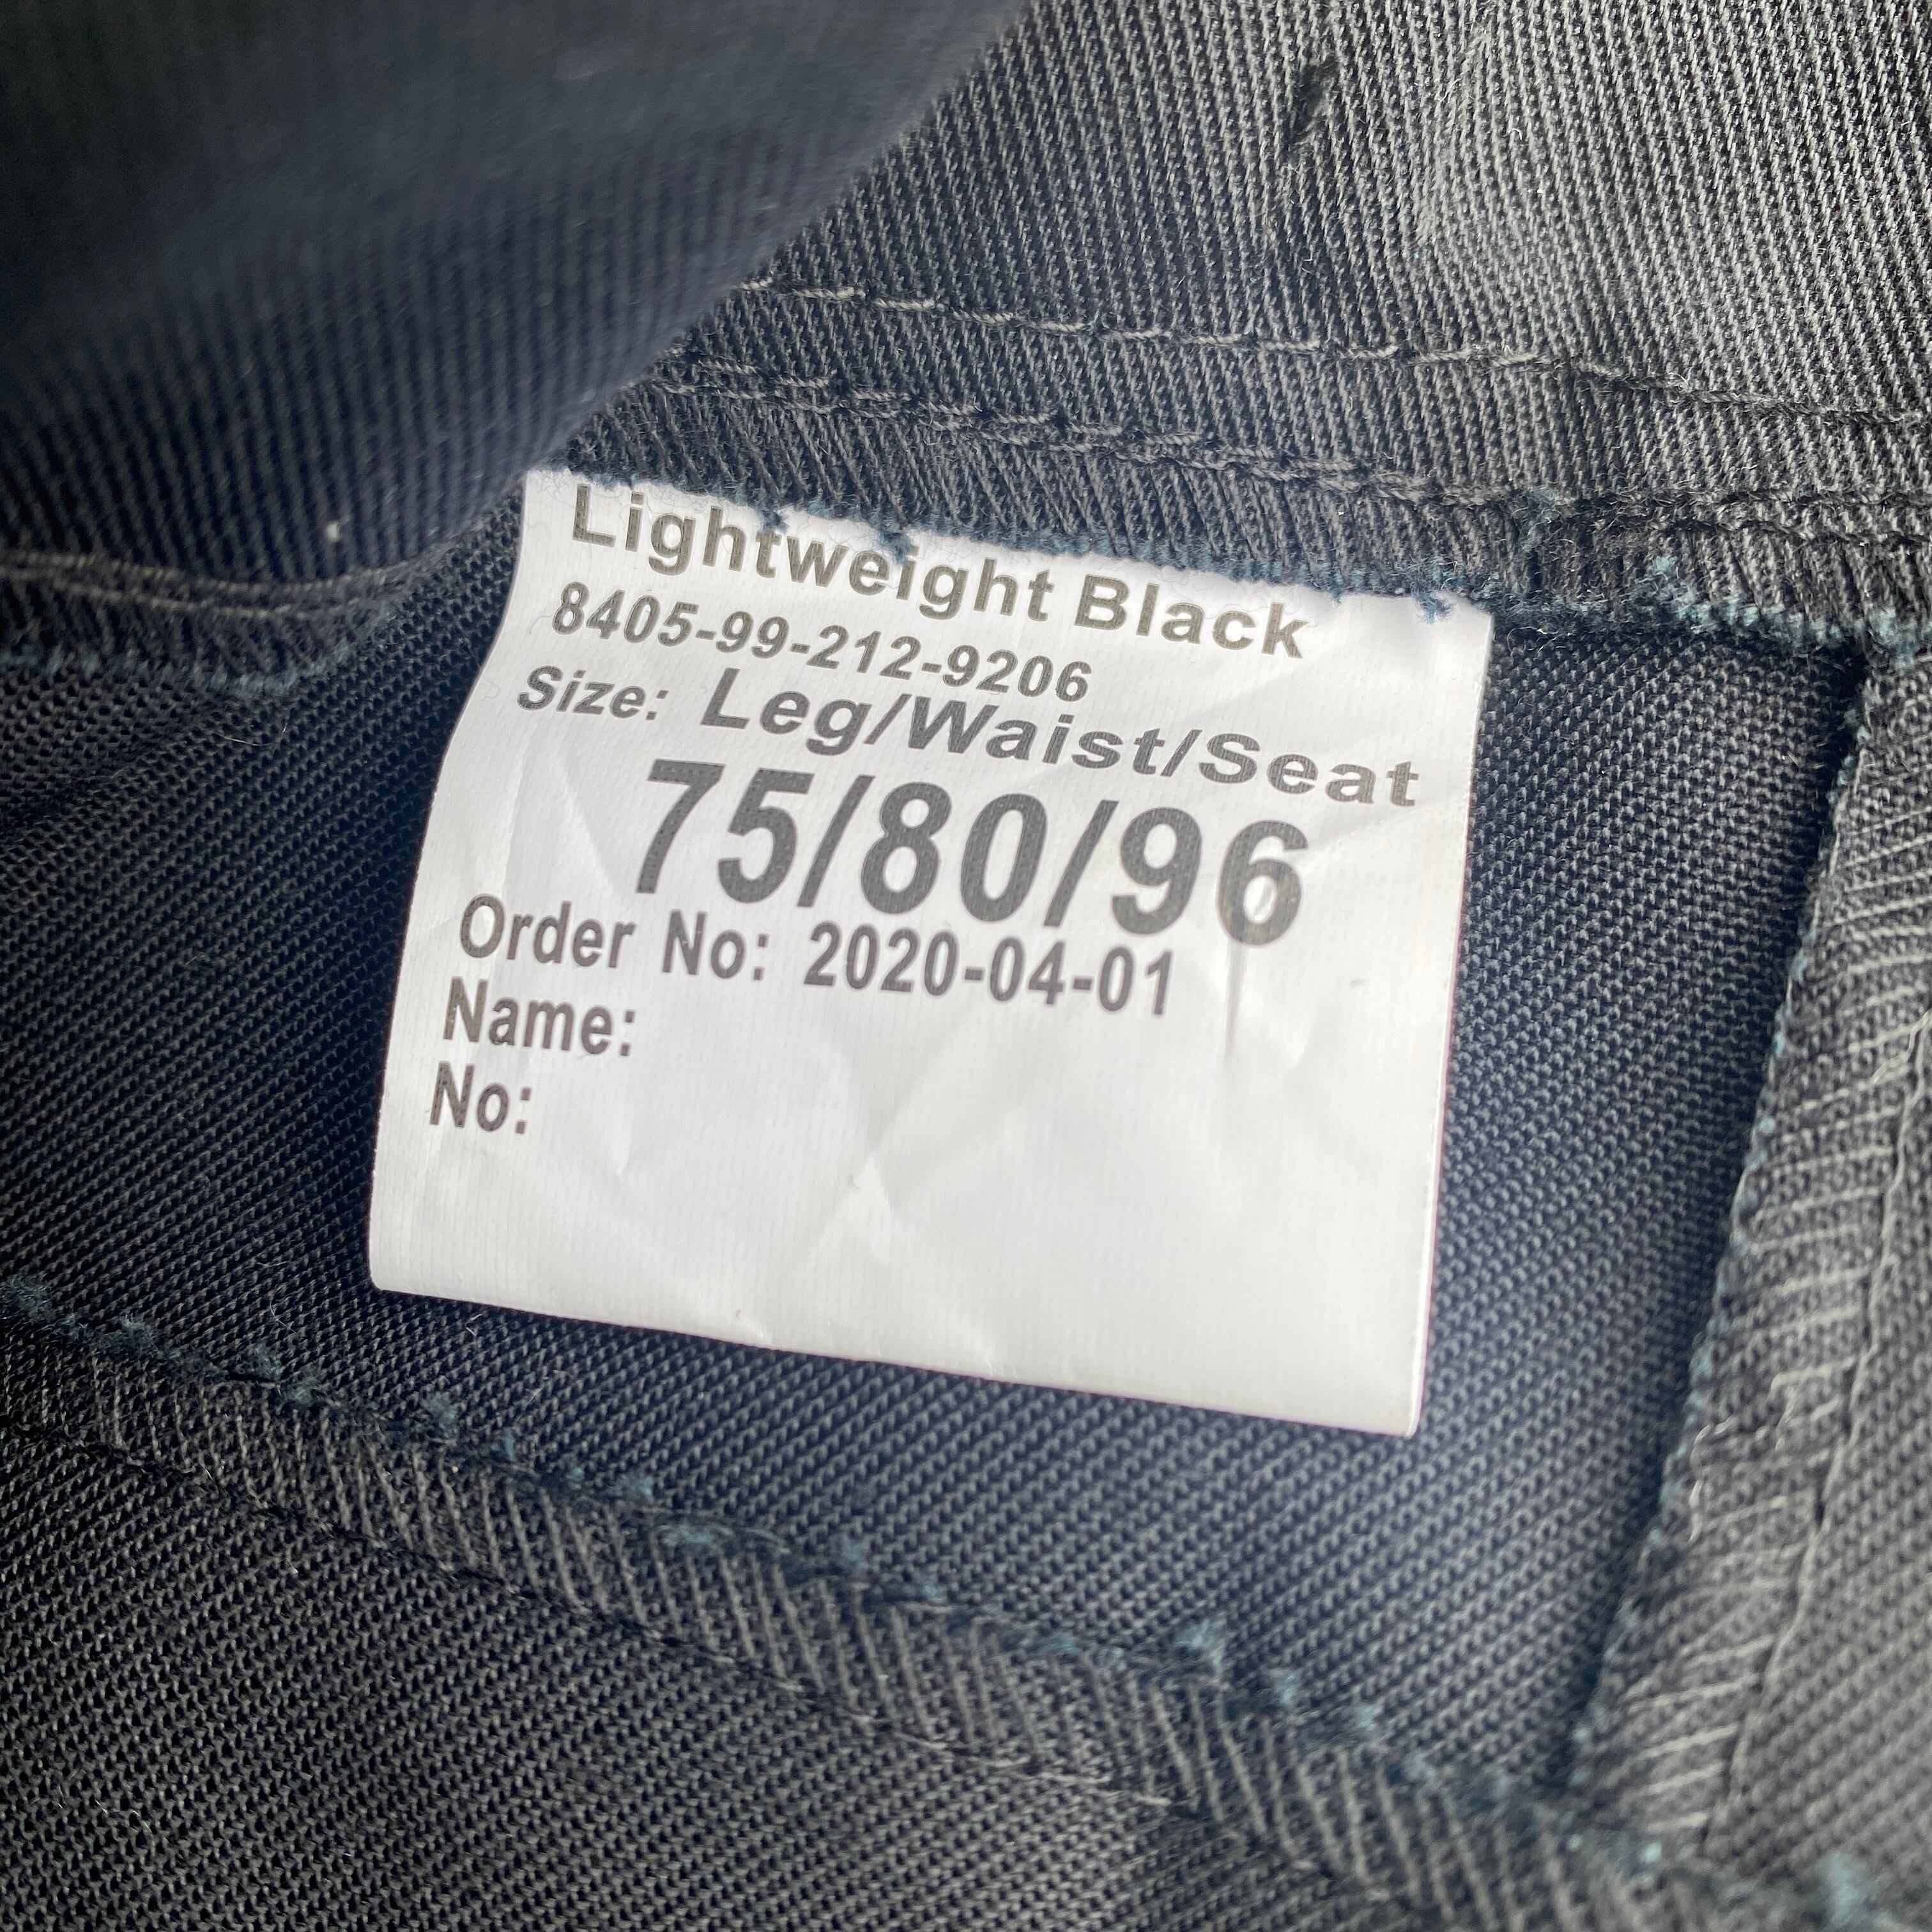 Lightweight Black
8405-99-212-9206
Size: Leg/Waist/Seat
75/80/96
Order No: 2020-04-01
Name:
No: